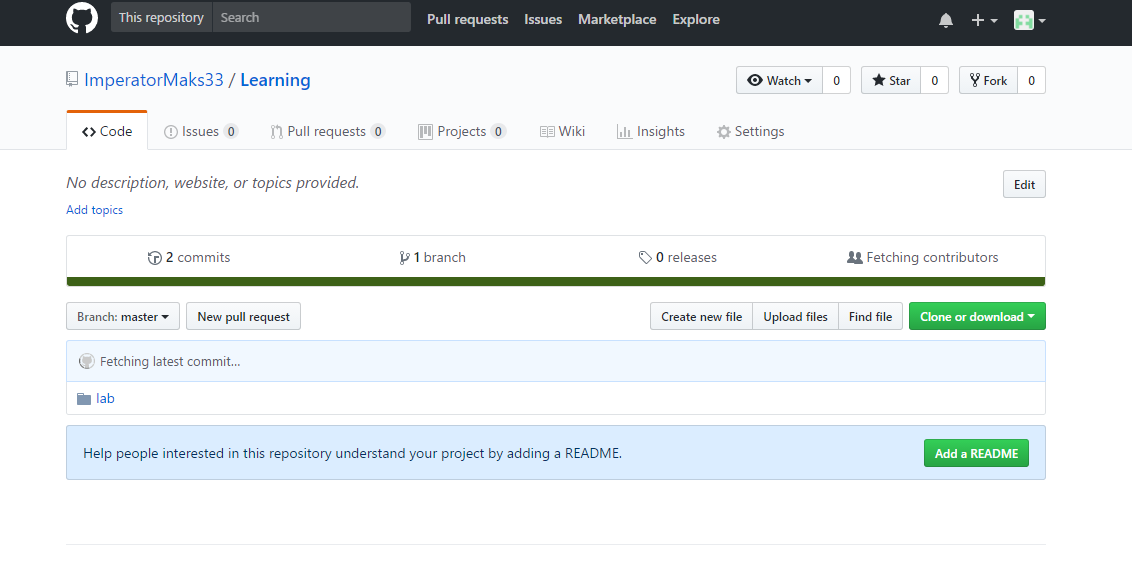 This repository Search Pull requests Issues Marketplace Explore
ImperatorMaks33 / Learning Watch 0 Star 0 Fork 0
Code Issues 0 Pull requests 0 Projects 0 Wiki Insights Settings
No description, website, or topics provided. Edit
Add topics
2 commits 1 branch 0 releases Fetching contributors
Branch: master New pull request Create new file Upload files Find file Clone or download
Fetching latest commit…
lab
Help people interested in this repository understand your project by adding a README. Add a README